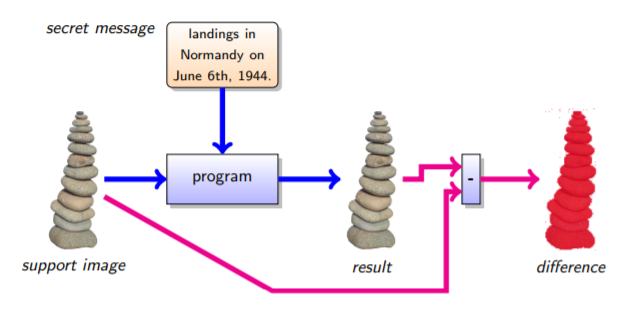 secret message
landings in
Normandy on
June 6th, 1944.
program
-
support image
result
difference